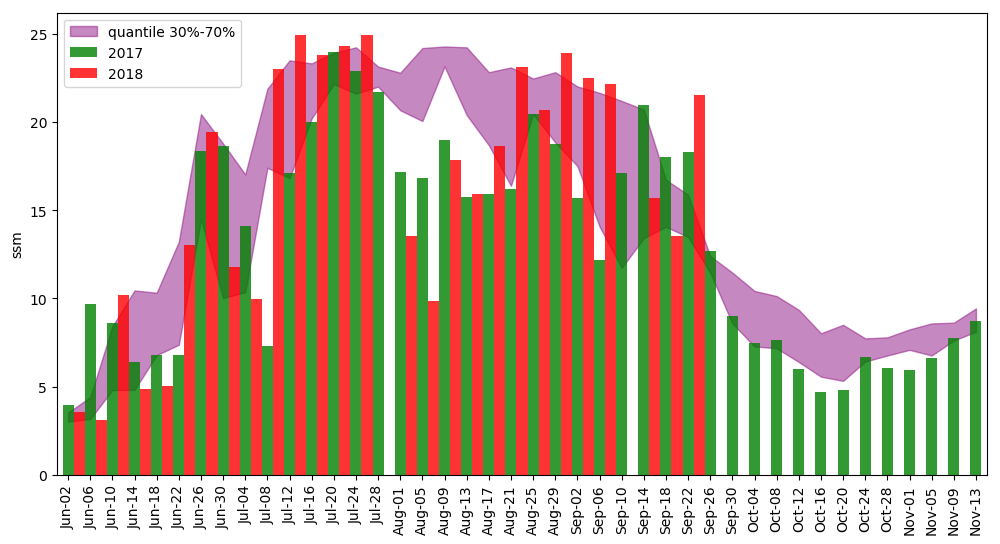 quantile 30%-70%
2017
2018
25
20
15
10
5
0
ssm
Jun-02
Jun-06
Jun-10
Jun-14
Jun-18
Jun-22
Jun-26
Jun-30
Jul-04
Jul-08
Jul-12
Jul-16
Jul-20
Jul-24
Jul-28
Aug-01
Aug-05
Aug-09
Aug-13
Aug-17
Aug-21
Aug-25
Aug-29
Sep-02
Sep-06
Sep-10
Sep-14
Sep-18
Sep-22
Sep-26
Sep-30
Oct-04
Oct-08
Oct-12
Oct-16
Oct-20
Oct-24
Oct-28
Nov-01
Nov-05
Nov-09
Nov-13